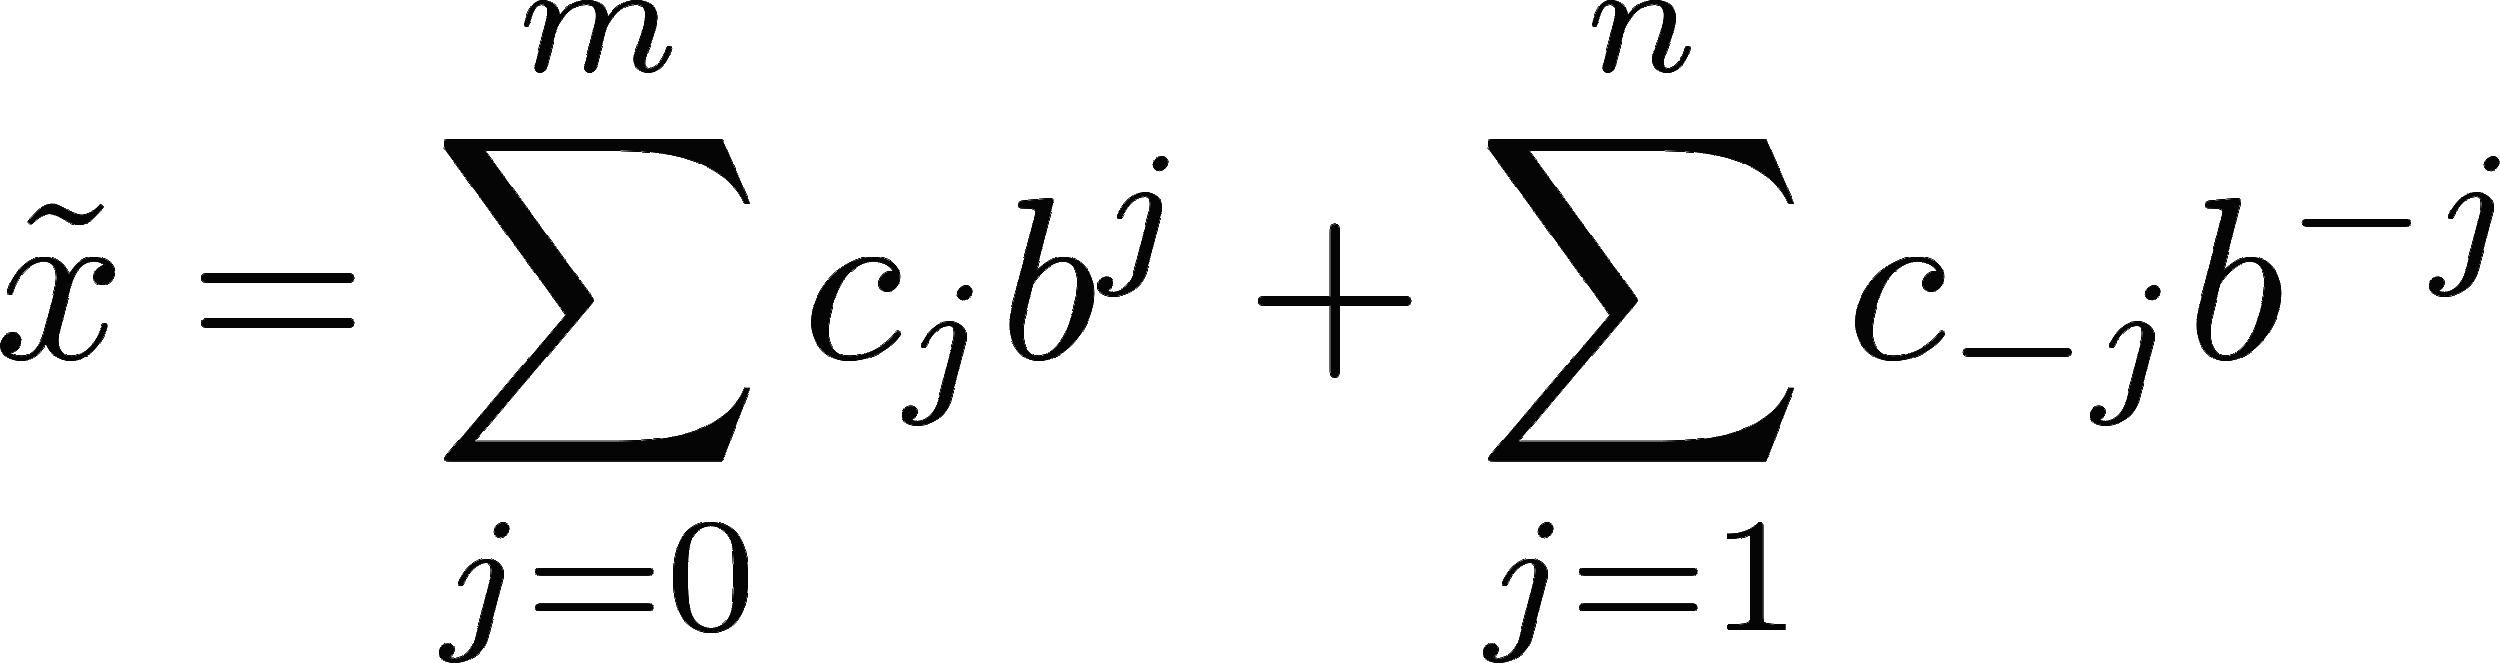 x̃ = ∑_{j=0}^{m} c_j b^j + ∑_{j=1}^{n} c_{−j} b^{−j}